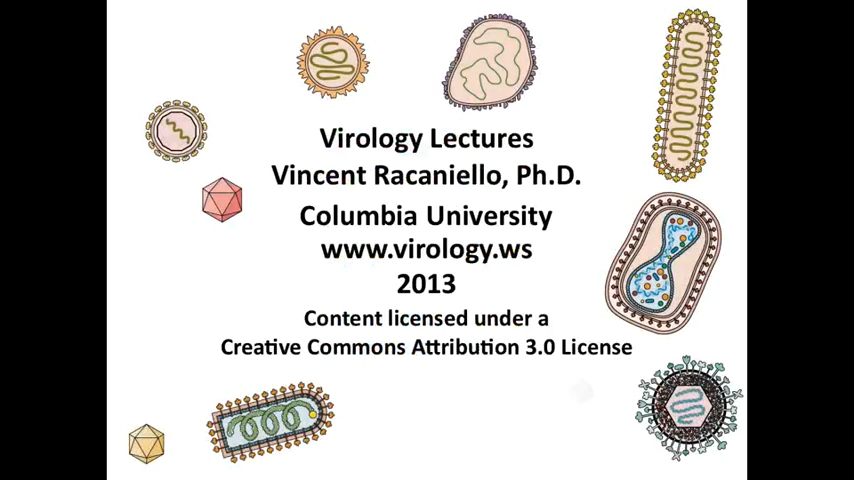 Virology Lectures
Vincent Racaniello, Ph.D.
Columbia University
www.virology.ws
2013
Content licensed under a
Creative Commons Attribution 3.0 License